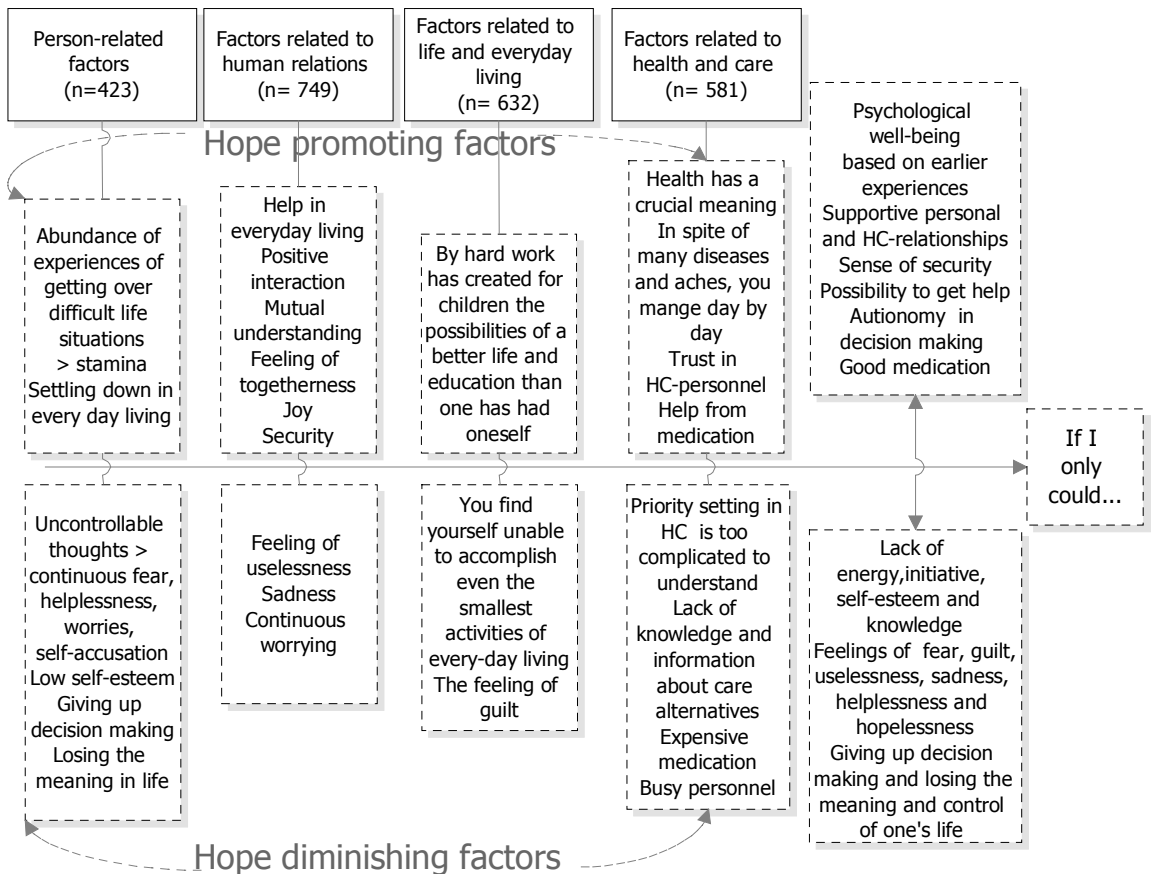 Person-related
factors
(n=423)
Factors related to
human relations
(n= 749)
Factors related to
life and everyday
living
(n= 632)
Factors related to
health and care
(n= 581)
Hope promoting factors
Abundance of
experiences of
getting over
difficult life
situations
> stamina
Settling down in
every day living
Help in
everyday living
Positive
interaction
Mutual
understanding
Feeling of
togetherness
Joy
Security
By hard work
has created for
children the
possibilities of a
better life and
education than
one has had
oneself
Health has a
crucial meaning
In spite of
many diseases
and aches, you
mange day by
day
Trust in
HC-personnel
Help from
medication
Psychological
well-being
based on earlier
experiences
Supportive personal
and HC-relationships
Sense of security
Possibility to get help
Autionomy in
decision making
Good medication
If I
only
could...
Uncontrollable
thoughts >
continuous fear,
helplessness,
worries,
self-accusation
Low self-esteem
Giving up
decision making
Losing the
meaning in life
Feeling of
uselessness
Sadness
Continuous
worrying
You find
yourself unable
to accomplish
even the
smallest
activities of
every-day living
The feeling of
guilt
Priority setting in
HC is too
complicated to
understand
Lack of
knowledge and
information
about care
alternatives
Expensive
medication
Busy personnel
Lack of
energy,initiative,
self-esteem and
knowledge
Feelings of fear, guilt,
uselessness, sadness,
helplessness and
hopelessness
Giving up decision
making and losing the
meaning and control
of one's life
Hope diminishing factors